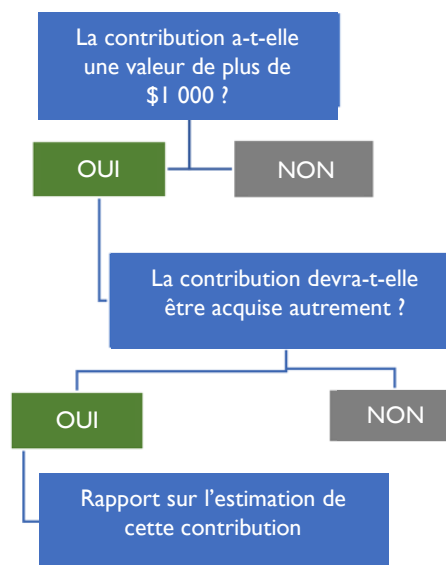 La contribution a-t-elle
une valeur de plus de
$1 000 ?
OUI
NON
La contribution devra-t-elle
être acquise autrement ?
OUI
NON
Rapport sur l’estimation de
cette contribution